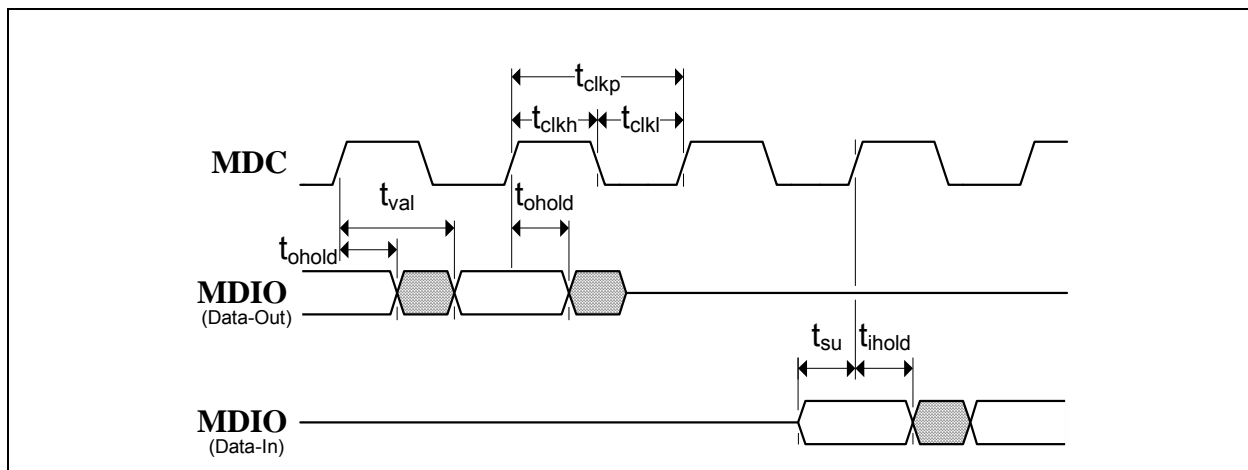 tclkp
tclkh tclkl
MDC
tval
tohold
tohold
MDIO
(Data-Out)
tsu tihold
MDIO
(Data-In)